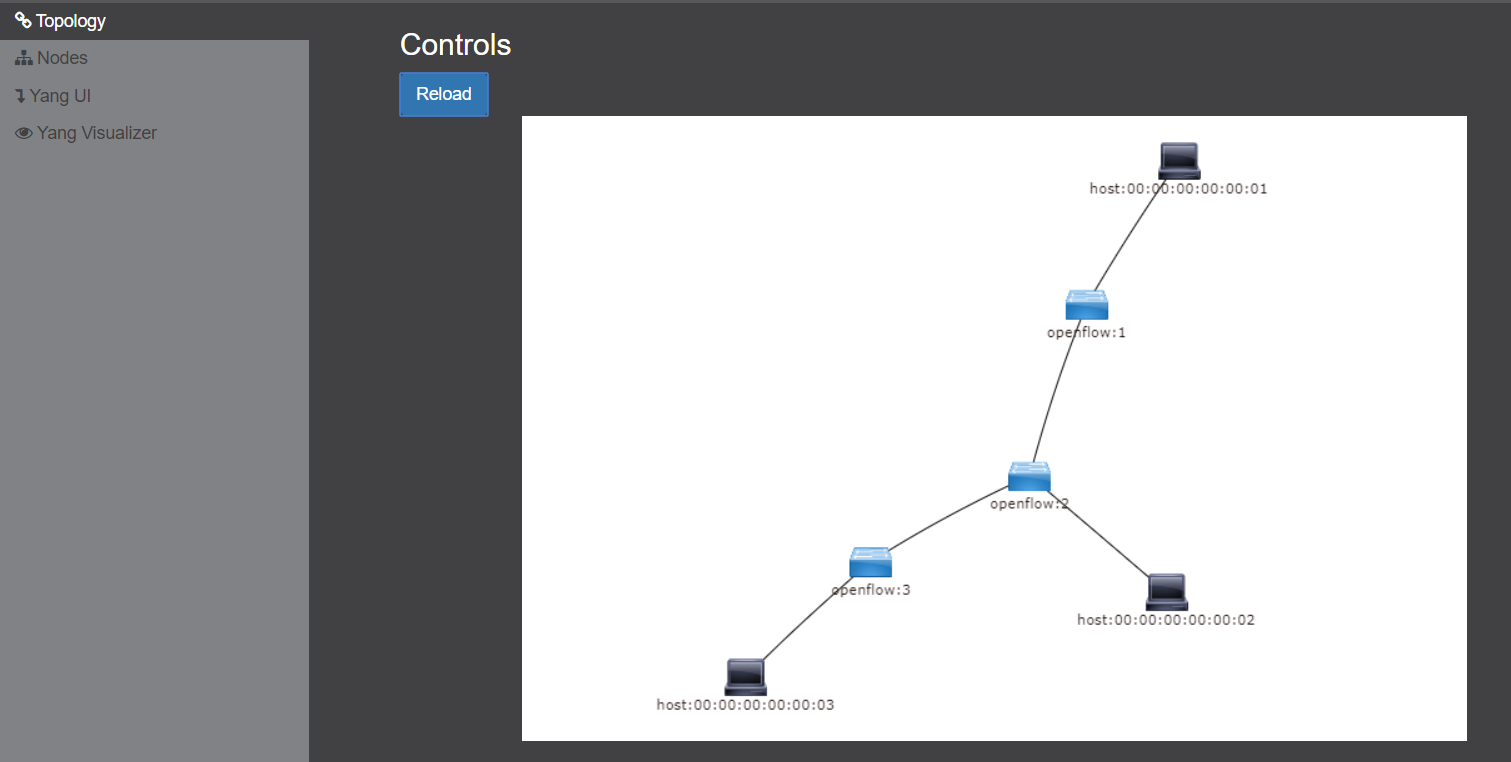 Topology
Nodes
Yang UI
Yang Visualizer
Controls
Reload
host:00:00:00:00:00:01
openflow:1
openflow:2
openflow:3
host:00:00:00:00:00:02
host:00:00:00:00:00:03